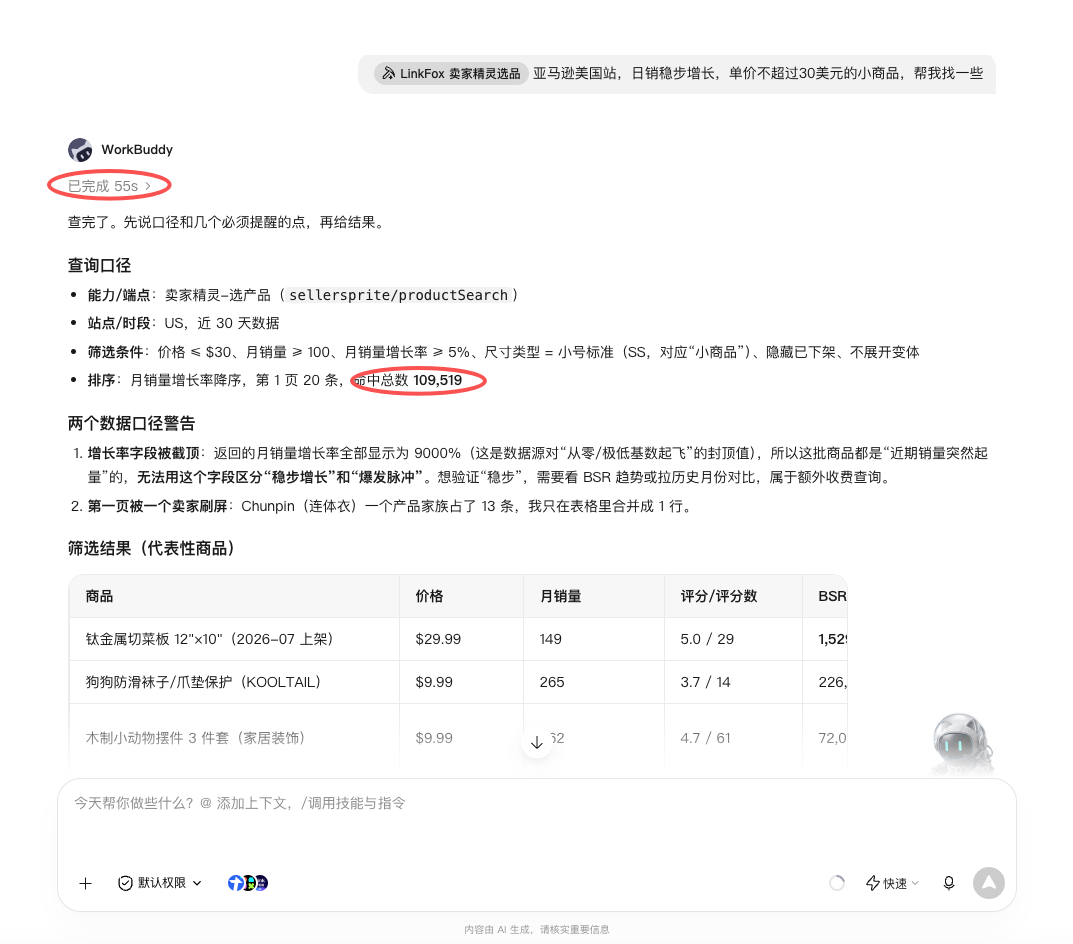 LinkFox 卖家精灵选品 亚马逊美国站，日销稳步增长，单价不超过30美元的小商品，帮我找一些
WorkBuddy
已完成 55s
查完了。先说口径和几个必须提醒的点，再给结果。
查询口径
• 能力/端点：卖家精灵-选产品（sellersprite/productSearch）
• 站点/时段：US，近 30 天数据
• 筛选条件：价格 ≤ $30、月销量 ≥ 100、月销量增长率 ≥ 5%、尺寸类型 = 小号标准（SS，对应“小商品”）、隐藏已下架、不展开变体
• 排序：月销量增长率降序，第 1 页 20 条，命中总数 109,519
两个数据口径警告
1. 增长率字段被截顶：返回的月销量增长率全部显示为 9000%（这是数据源对“从零/极低基数起飞”的封顶值），所以这批商品都是“近期销量突然起
量”的，无法用这个字段区分“稳步增长”和“爆发脉冲”。想验证“稳步”，需要看 BSR 趋势或拉历史月份对比，属于额外收费查询。
2. 第一页被一个卖家刷屏：Chunpin（连体衣）一个产品家族占了 13 条，我只在表格里合并成 1 行。
筛选结果（代表性商品）
商品 价格 月销量 评分/评分数 BSR
钛金属切菜板 12"×10"（2026-07 上架） $29.99 149 5.0 / 29 1,529
狗狗防滑袜子/爪垫保护（KOOLTAIL） $9.99 265 3.7 / 14 226,
木制小动物摆件 3 件套（家居装饰） $9.99 62 4.7 / 61 72,0
今天帮你做些什么？@ 添加上下文，/调用技能与指令
默认权限
快速
内容由 AI 生成，请核实重要信息